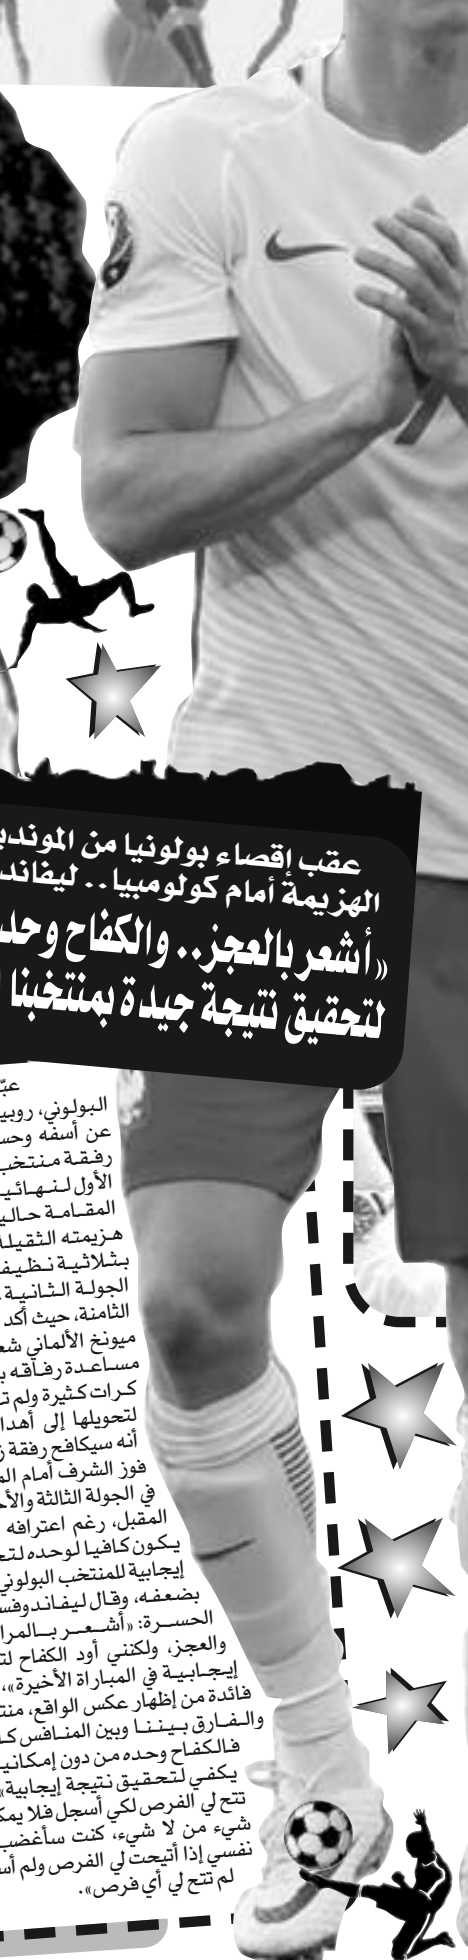 عقب إقصاء بولونيا من الموندي
الهزيمة أمام كولومبيا.. ليفاند
«أشعر بالعجز.. والكفاح وحد
لتحقيق نتيجة جيدة بمنتخبنا
عبّ
البولوني، روبي
عن أسفه وحس
رفقة منتخب
الأول لنهائي
المقامة حالي
هزيمته الثقيلة
بثلاثية نظيف
الجولة الثانية
الثامنة، حيث أكد
ميونخ الألماني شع
مساعدة رفاقه ب
كرات كثيرة ولم ت
لتحويلها إلى أهدا
أنه سيكافح رفقة ز
فوز الشرف أمام الم
في الجولة الثالثة والأخ
المقبل، رغم اعترافه
يكون كافيا لوحده لتح
إيجابية للمنتخب البولوني
بضعفه، وقال ليفاندوفس
الحسرة: «أشعر بالمرا
والعجز، ولكنني أود الكفاح لت
إيجابية في المباراة الأخيرة»،
فائدة من إظهار عكس الواقع، منت
والفارق بيننا وبين المنافس ك
فالكفاح وحده من دون إمكاني
يكفي لتحقيق نتيجة إيجابية»
تتح لي الفرص لكي أسجل فلا يمك
شيء من لا شيء، كنت سأغضب
نفسي إذا أتيحت لي الفرص ولم أس
لم تتح لي أي فرص».